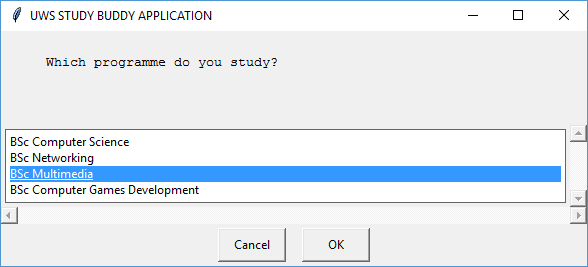 UWS STUDY BUDDY APPLICATION
Which programme do you study?
BSc Computer Science
BSc Networking
BSc Multimedia
BSc Computer Games Development
Cancel OK